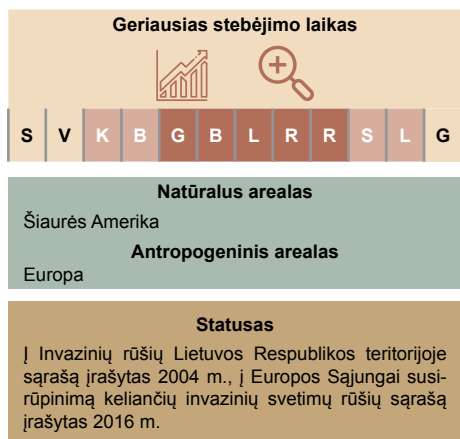 Geriausias stebėjimo laikas
S V K B G B L R R S L G
Natūralus arealas
Šiaurės Amerika
Antropogeninis arealas
Europa
Statusas
Į Invazinių rūšių Lietuvos Respublikos teritorijoje
sąrašą įrašytas 2004 m., į Europos Sąjungai susi-
rūpinimą keliančių invazinių svetimų rūšių sąrašą
įrašytas 2016 m.